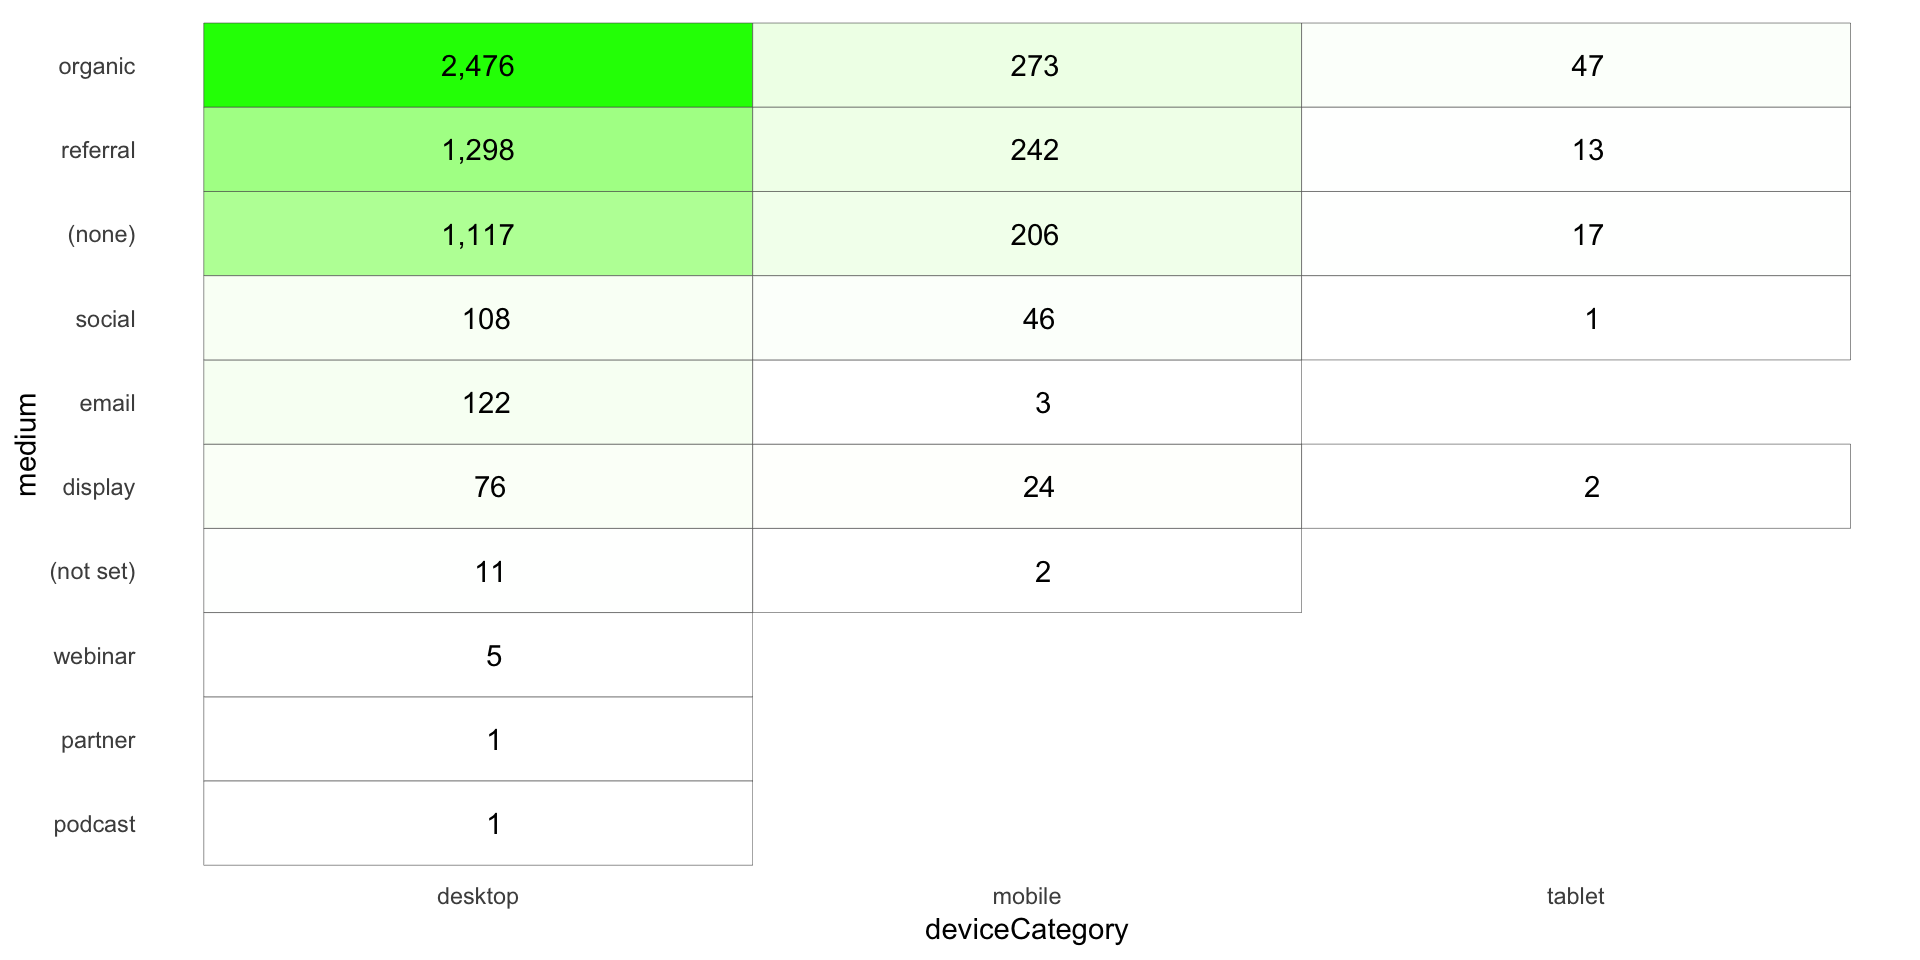 organic 2,476 273 47
referral 1,298 242 13
(none) 1,117 206 17
social 108 46 1
email 122 3
display 76 24 2
(not set) 11 2
webinar 5
partner 1
podcast 1
medium
desktop mobile tablet
deviceCategory